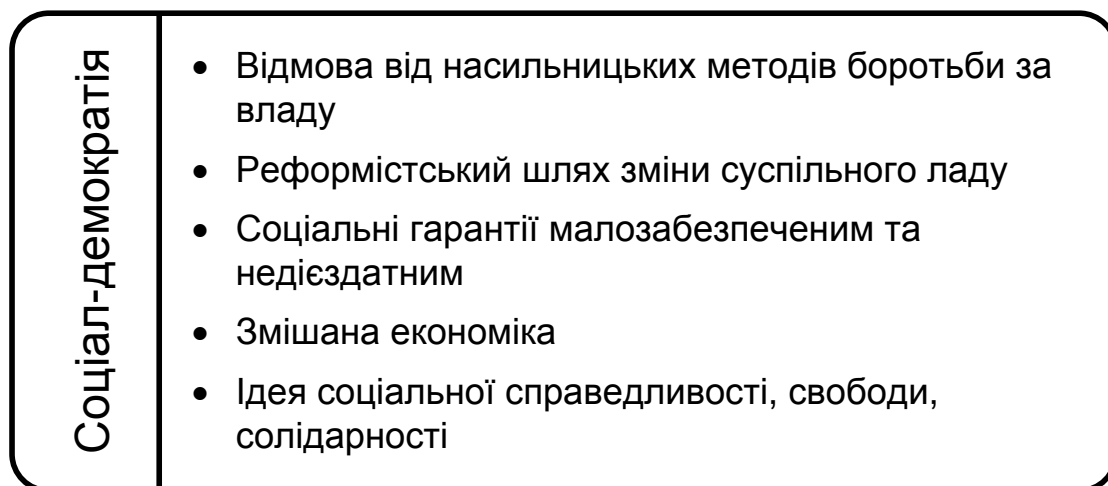 Соціал-демократія
• Відмова від насильницьких методів боротьби за
владу
• Реформістський шлях зміни суспільного ладу
• Соціальні гарантії малозабезпеченим та
недієздатним
• Змішана економіка
• Ідея соціальної справедливості, свободи,
солідарності